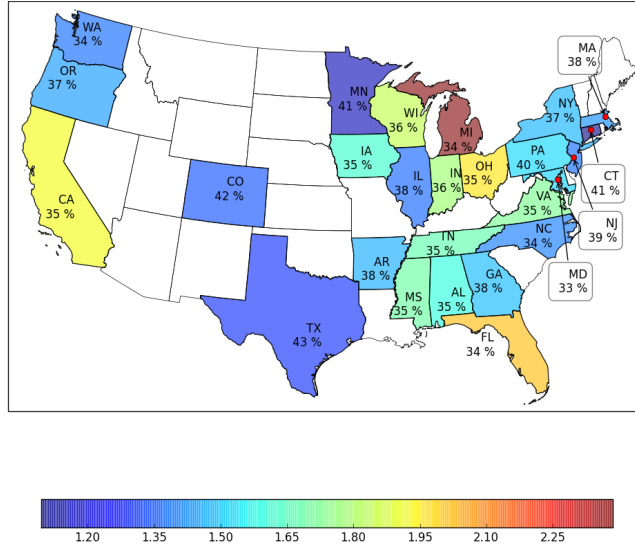 WA
34 %
OR
37 %
CA
35 %
CO
42 %
TX
43 %
MN
41 %
IA
35 %
WI
36 %
IL
38 %
MI
34 %
IN
36 %
OH
35 %
AR
38 %
MS
35 %
TN
35 %
AL
35 %
GA
38 %
FL
34 %
NC
34 %
VA
35 %
PA
40 %
NY
37 %
MA
38 %
CT
41 %
NJ
39 %
MD
33 %
1.20 1.35 1.50 1.65 1.80 1.95 2.10 2.25